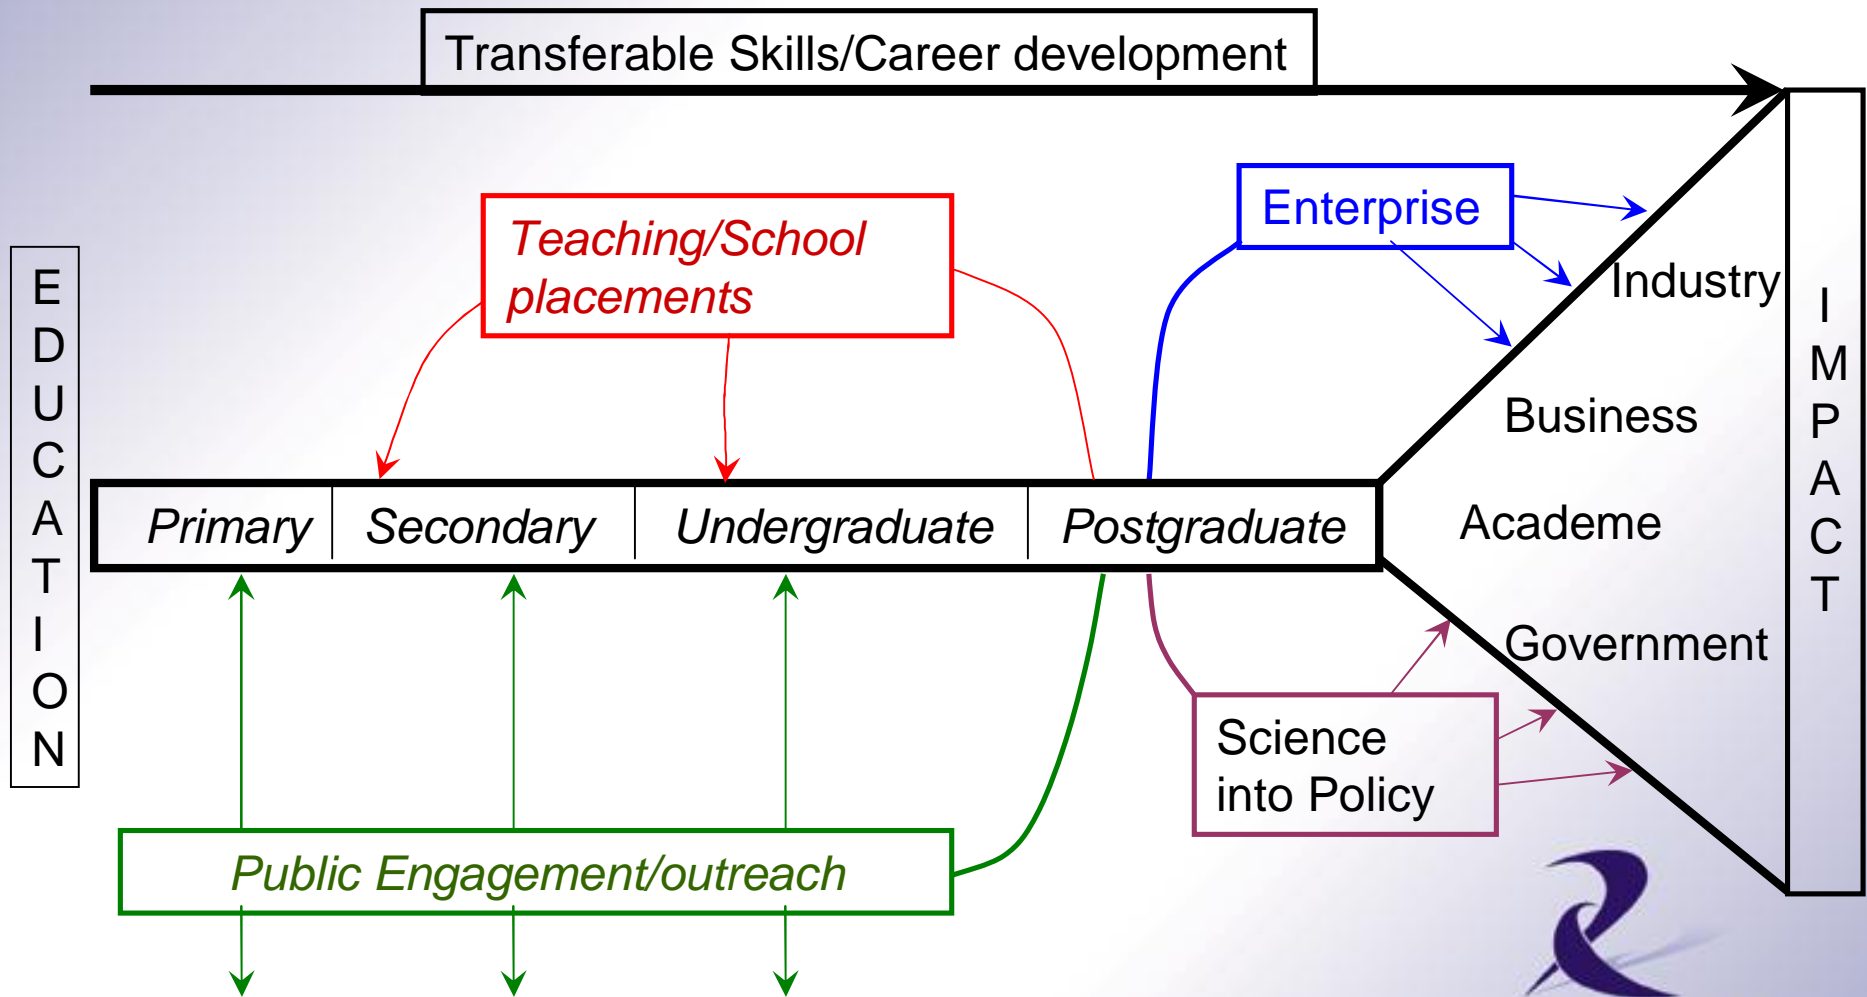 Transferable Skills/Career development
Enterprise
Teaching/School
placements
EDUCATION
Industry
IMPACT
Business
Primary
Secondary
Undergraduate
Postgraduate
Academe
Government
Science
into Policy
Public Engagement/outreach